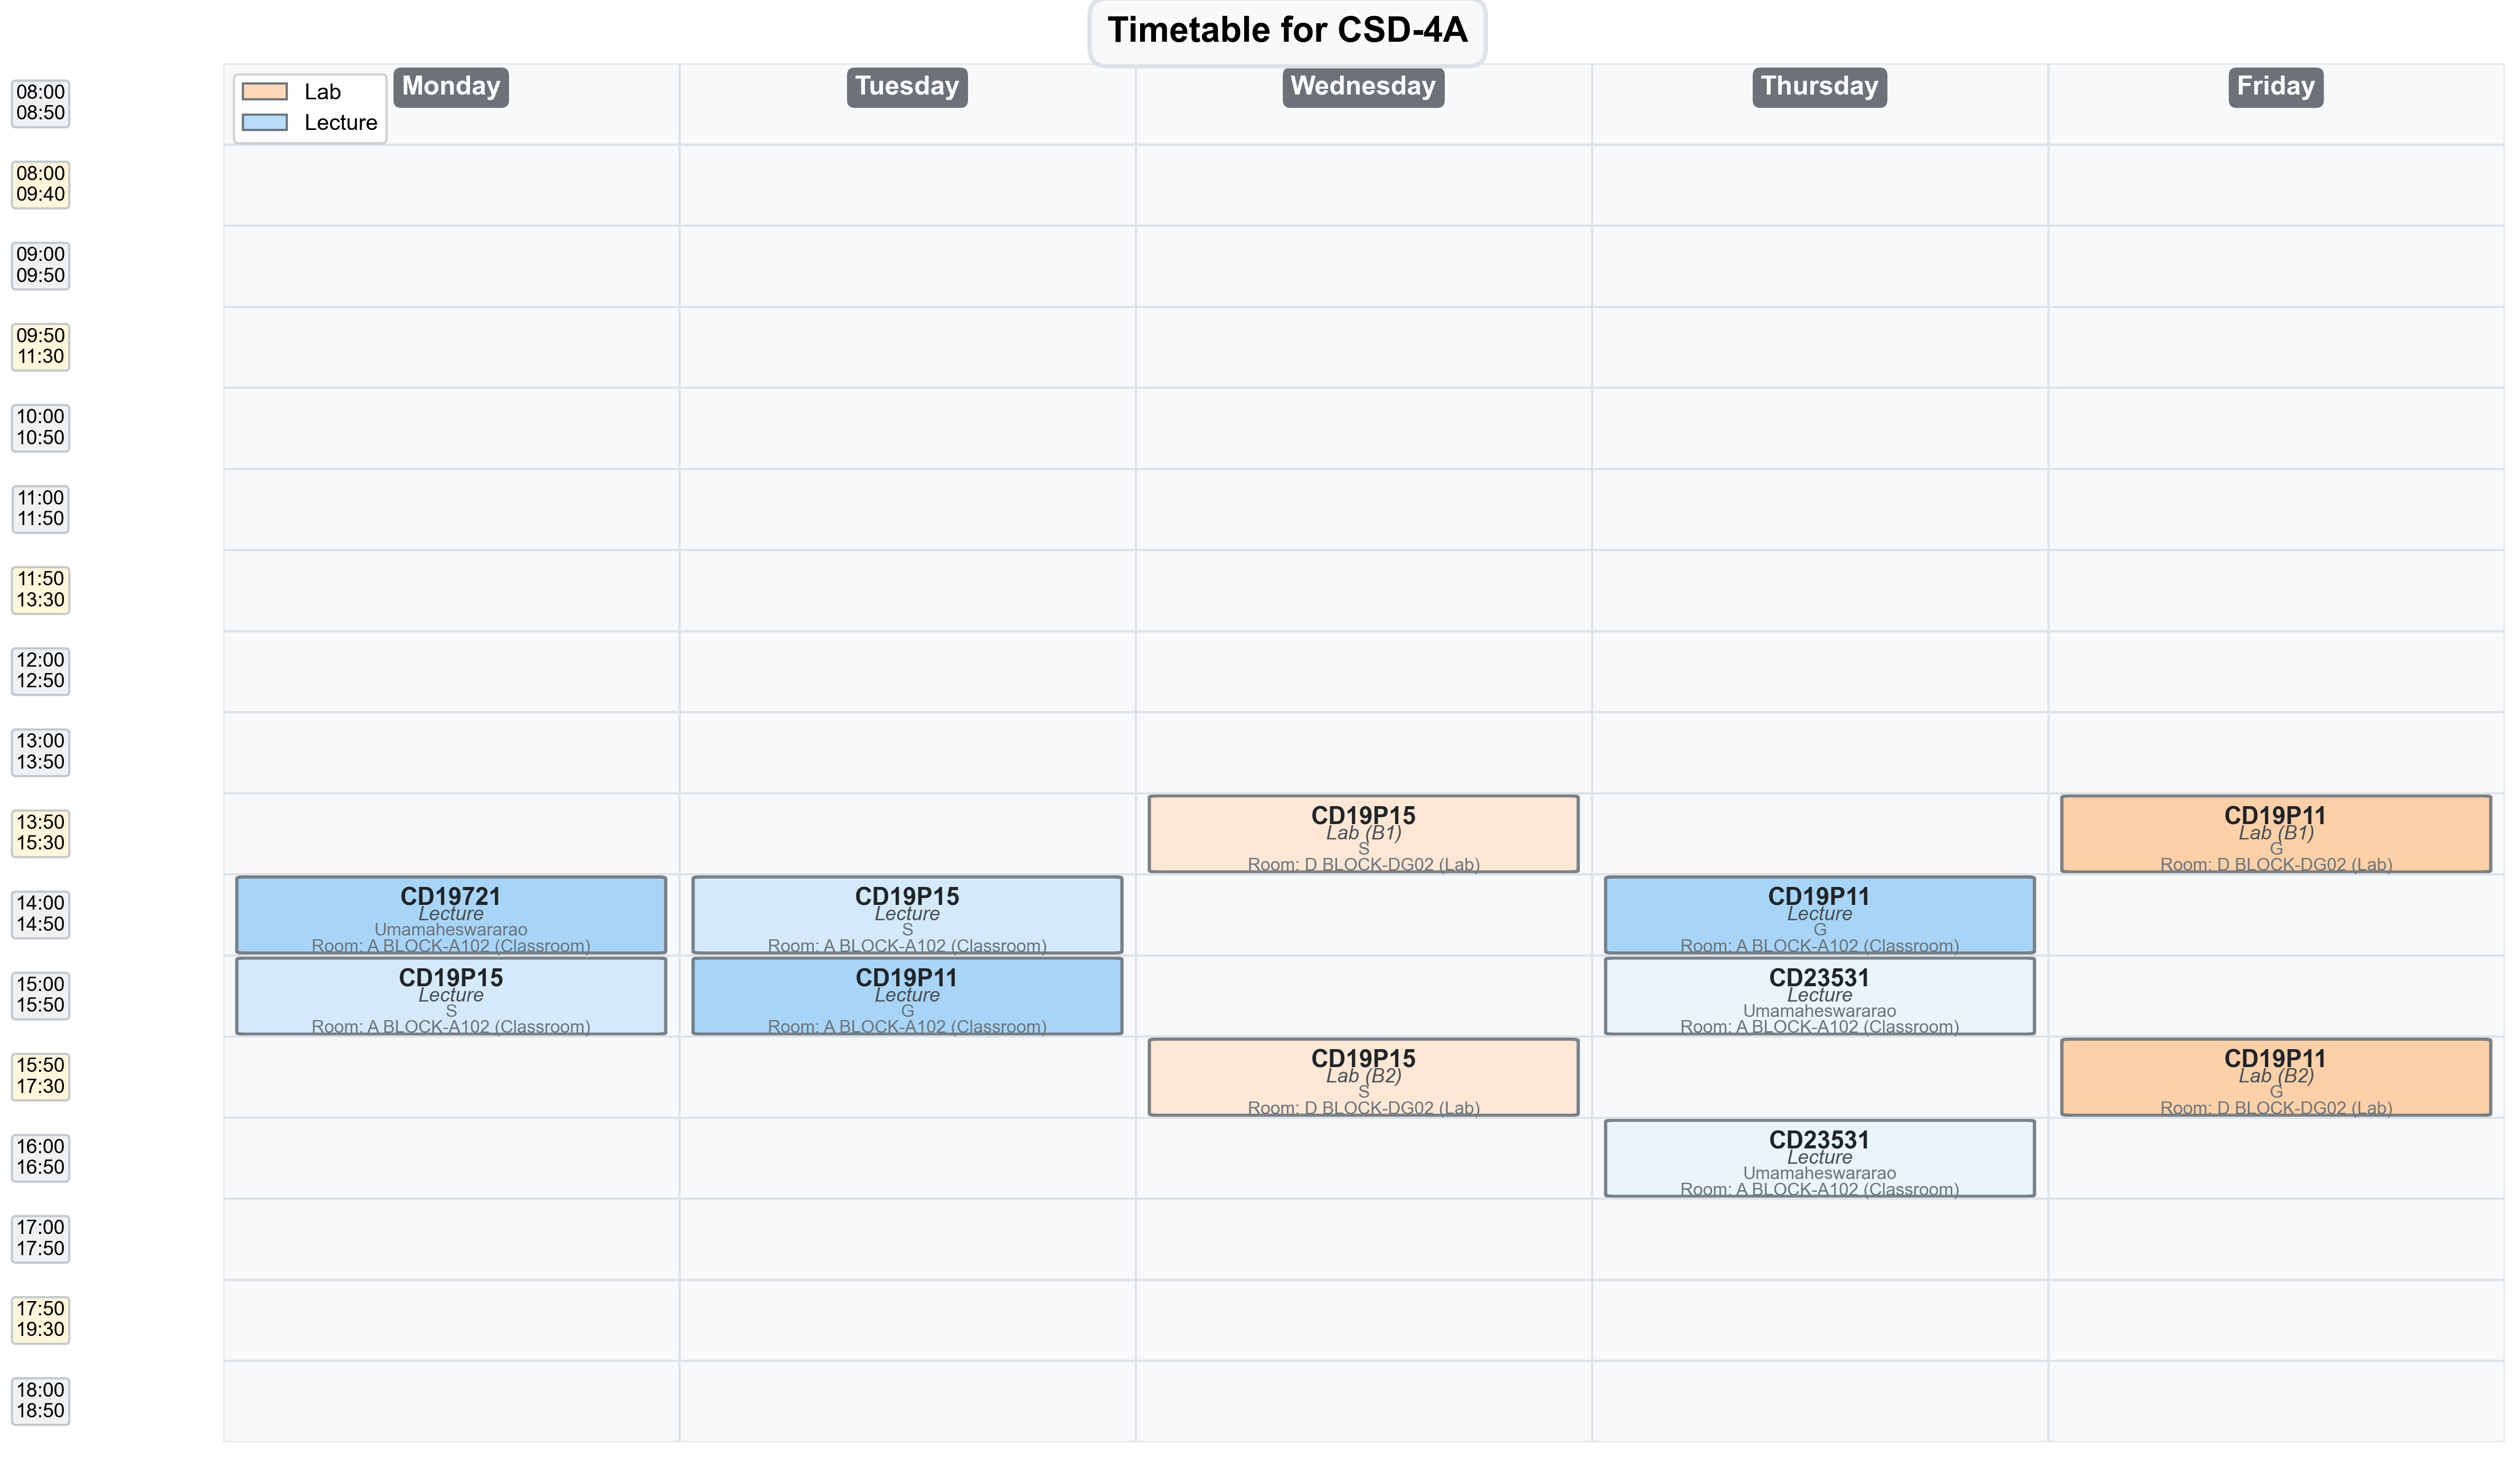 Timetable for CSD-4A
Lab
Lecture
Monday
Tuesday
Wednesday
Thursday
Friday
08:00
08:50
08:00
09:40
09:00
09:50
09:50
11:30
10:00
10:50
11:00
11:50
11:50
13:30
12:00
12:50
13:00
13:50
13:50
15:30
CD19P15
Lab (B1)
S
Room: D BLOCK-DG02 (Lab)
CD19P11
Lab (B1)
G
Room: D BLOCK-DG02 (Lab)
14:00
14:50
CD19721
Lecture
Umamaheswararao
Room: A BLOCK-A102 (Classroom)
CD19P15
Lecture
S
Room: A BLOCK-A102 (Classroom)
CD19P11
Lecture
G
Room: A BLOCK-A102 (Classroom)
15:00
15:50
CD19P15
Lecture
S
Room: A BLOCK-A102 (Classroom)
CD19P11
Lecture
G
Room: A BLOCK-A102 (Classroom)
CD23531
Lecture
Umamaheswararao
Room: A BLOCK-A102 (Classroom)
15:50
17:30
CD19P15
Lab (B2)
S
Room: D BLOCK-DG02 (Lab)
CD19P11
Lab (B2)
G
Room: D BLOCK-DG02 (Lab)
16:00
16:50
CD23531
Lecture
Umamaheswararao
Room: A BLOCK-A102 (Classroom)
17:00
17:50
17:50
19:30
18:00
18:50